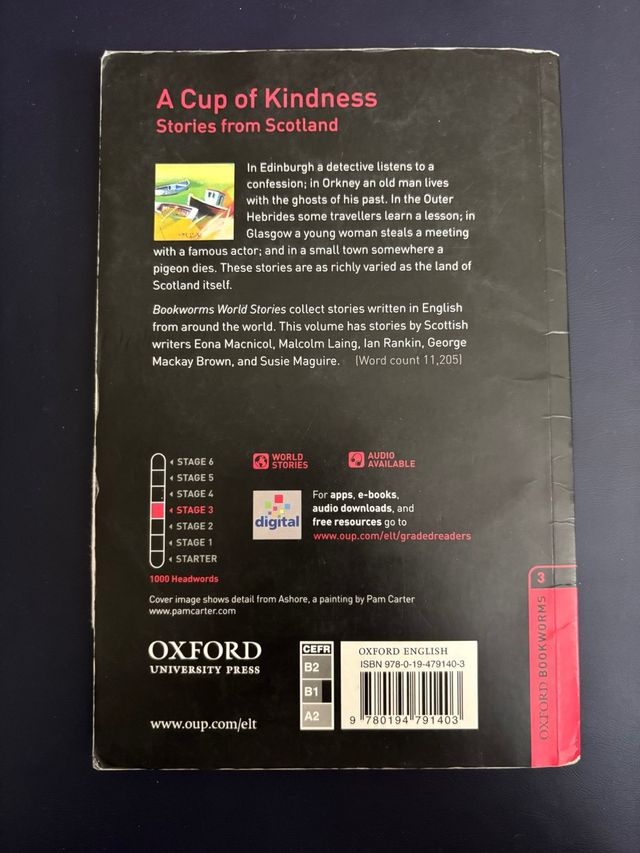 A Cup of Kindness
Stories from Scotland
In Edinburgh a detective listens to a
confession; in Orkney an old man lives
with the ghosts of his past. In the Outer
Hebrides some travellers learn a lesson; in
Glasgow a young woman steals a meeting
with a famous actor; and in a small town somewhere a
pigeon dies. These stories are as richly varied as the land of
Scotland itself.
Bookworms World Stories collect stories written in English
from around the world. This volume has stories by Scottish
writers Eona Macnicol, Malcolm Laing, Ian Rankin, George
Mackay Brown, and Susie Maguire. (Word count 11,205)
STAGE 6
STAGE 5
STAGE 4
STAGE 3
STAGE 2
STAGE 1
STARTER
1000 Headwords
WORLD
STORIES
AUDIO
AVAILABLE
digital
For apps, e-books,
audio downloads, and
free resources go to
www.oup.com/elt/gradedreaders
Cover image shows detail from Ashore, a painting by Pam Carter
www.pamcarter.com
OXFORD
UNIVERSITY PRESS
www.oup.com/elt
CEFR
B2
B1
A2
OXFORD ENGLISH
ISBN 978-0-19-479140-3
9 780194 791403
3
OXFORD BOOKWORMS